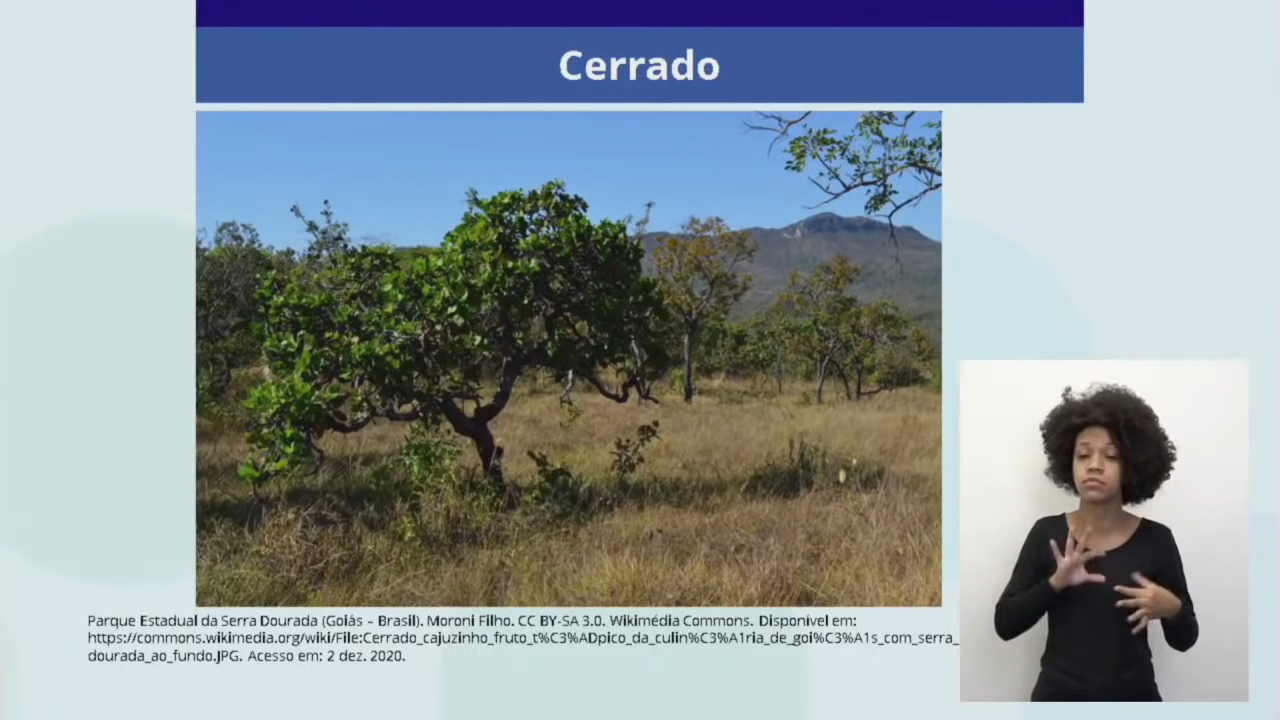 Cerrado
Parque Estadual da Serra Dourada (Goiás – Brasil). Moroni Filho. CC BY-SA 3.0. Wikimédia Commons. Disponível em:
https://commons.wikimedia.org/wiki/File:Cerrado_cajuzinho_fruto_t%C3%ADpico_da_culin%C3%A1ria_de_goi%C3%A1s_com_serra_
dourada_ao_fundo.JPG. Acesso em: 2 dez. 2020.